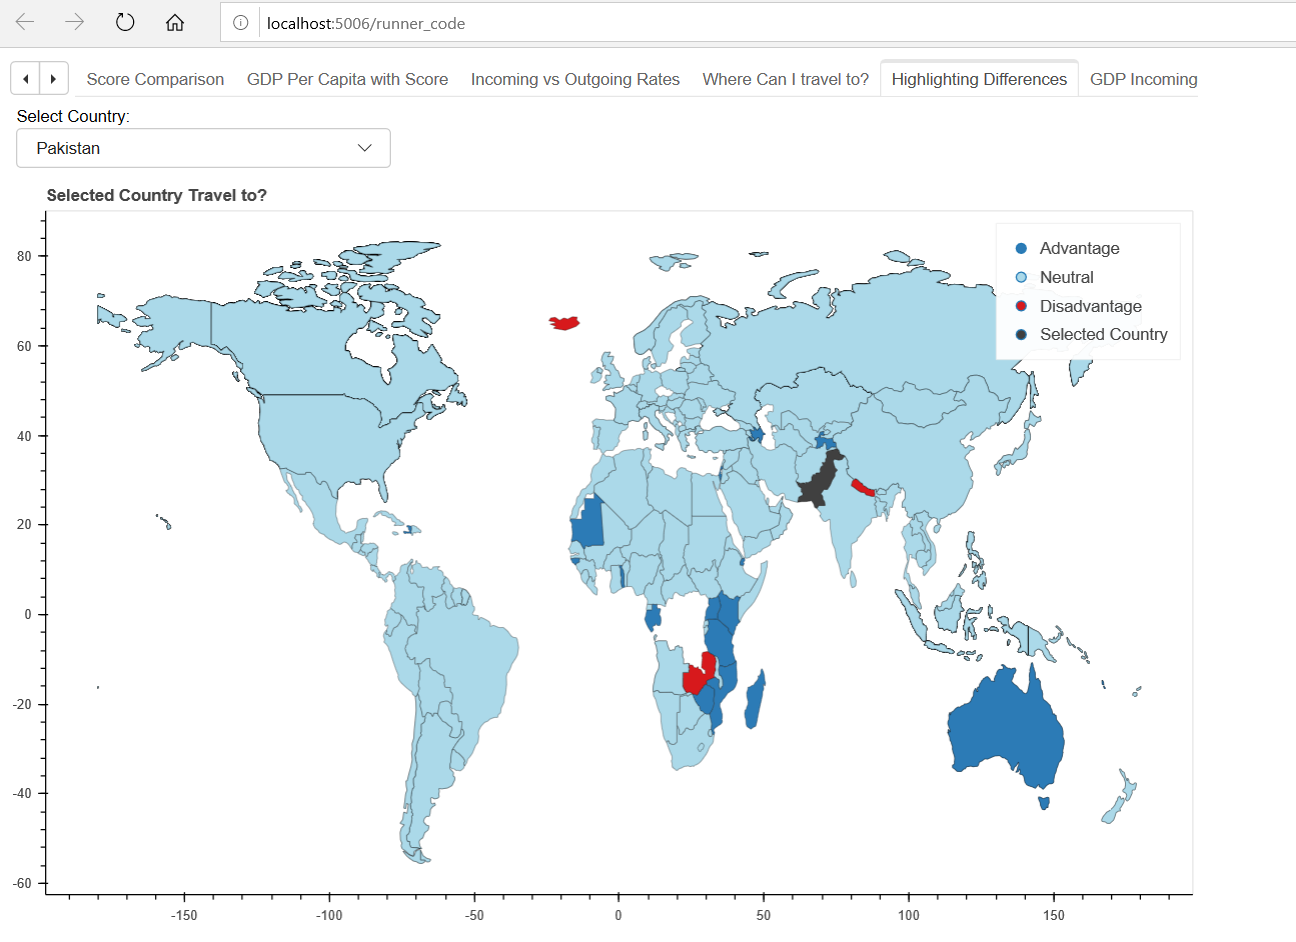 localhost:5006/runner_code
Score Comparison GDP Per Capita with Score Incoming vs Outgoing Rates Where Can I travel to? Highlighting Differences GDP Incoming
Select Country:
Pakistan
Selected Country Travel to?
Advantage
Neutral
Disadvantage
Selected Country
80
60
40
20
0
-20
-40
-60
-150 -100 -50 0 50 100 150